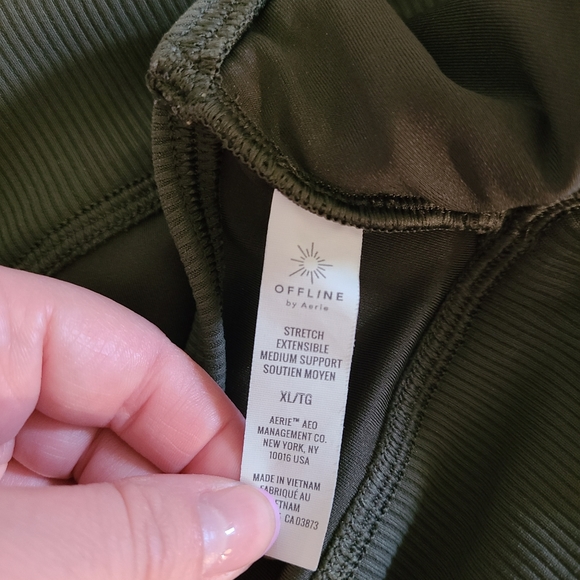 OFFLINE
by Aerie
STRETCH
EXTENSIBLE
MEDIUM SUPPORT
SOUTIEN MOYEN
XL/TG
AERIE™ AEO
MANAGEMENT CO.
NEW YORK, NY
10016 USA
MADE IN VIETNAM
FABRIQUÉ AU
CA 03873